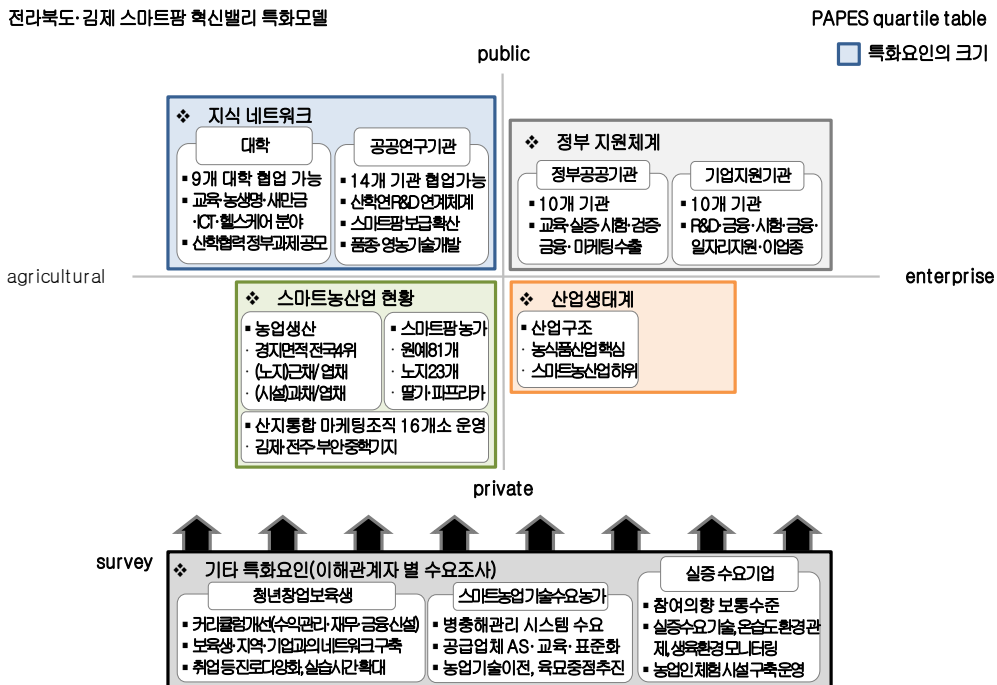 전라북도·김제 스마트팜 혁신밸리 특화모델
PAPES quartile table
특화요인의 크기
public
❖ 지식 네트워크
대학
▪ 9개 대학 협업 가능
▪ 교육·농생명·새만금
·ICT·헬스케어 분야
▪ 산학협력 정부과제 공모
공공연구기관
▪ 14개 기관 협업가능
▪ 산학연 R&D 연계체계
▪ 스마트팜 보급 확산
▪ 품종·영농기술개발
❖ 정부 지원체계
정부공공기관
▪ 10개 기관
▪ 교육·실증·시험·검증·
금융·마케팅수출
기업지원기관
▪ 10개 기관
▪ R&D·금융·시험·금융·
일자리지원·이업종
agricultural
enterprise
❖ 스마트농산업 현황
▪ 농업생산
· 경지면적 전국4위
· (노지)근채/엽채
· (시설)과채/엽채
▪ 스마트팜 농가
· 원예81개
· 노지23개
· 딸기·파프리카
▪ 산지통합 마케팅조직 16개소 운영
· 김제·전주·부안 중핵기지
❖ 산업생태계
▪ 산업구조
· 농식품산업 핵심
· 스마트농산업 하위
private
survey
❖ 기타 특화요인(이해관계자 별 수요조사)
청년창업보육생
▪ 커리큘럼개선(수익관리·재무·금융 신설)
▪ 보육생·지역·기업과의 네트워크 구축
▪ 취업 등 진로다양화, 실습시간 확대
스마트농업기술수요농가
▪ 병충해관리 시스템 수요
▪ 공급업체 AS·교육·표준화
▪ 농업기술이전, 육묘중점추진
실증 수요기업
▪ 참여의향 보통수준
▪ 실증수요기술, 온습도 환경 관
제, 생육환경 모니터링
▪ 농업인 체험 시설 구축 운영